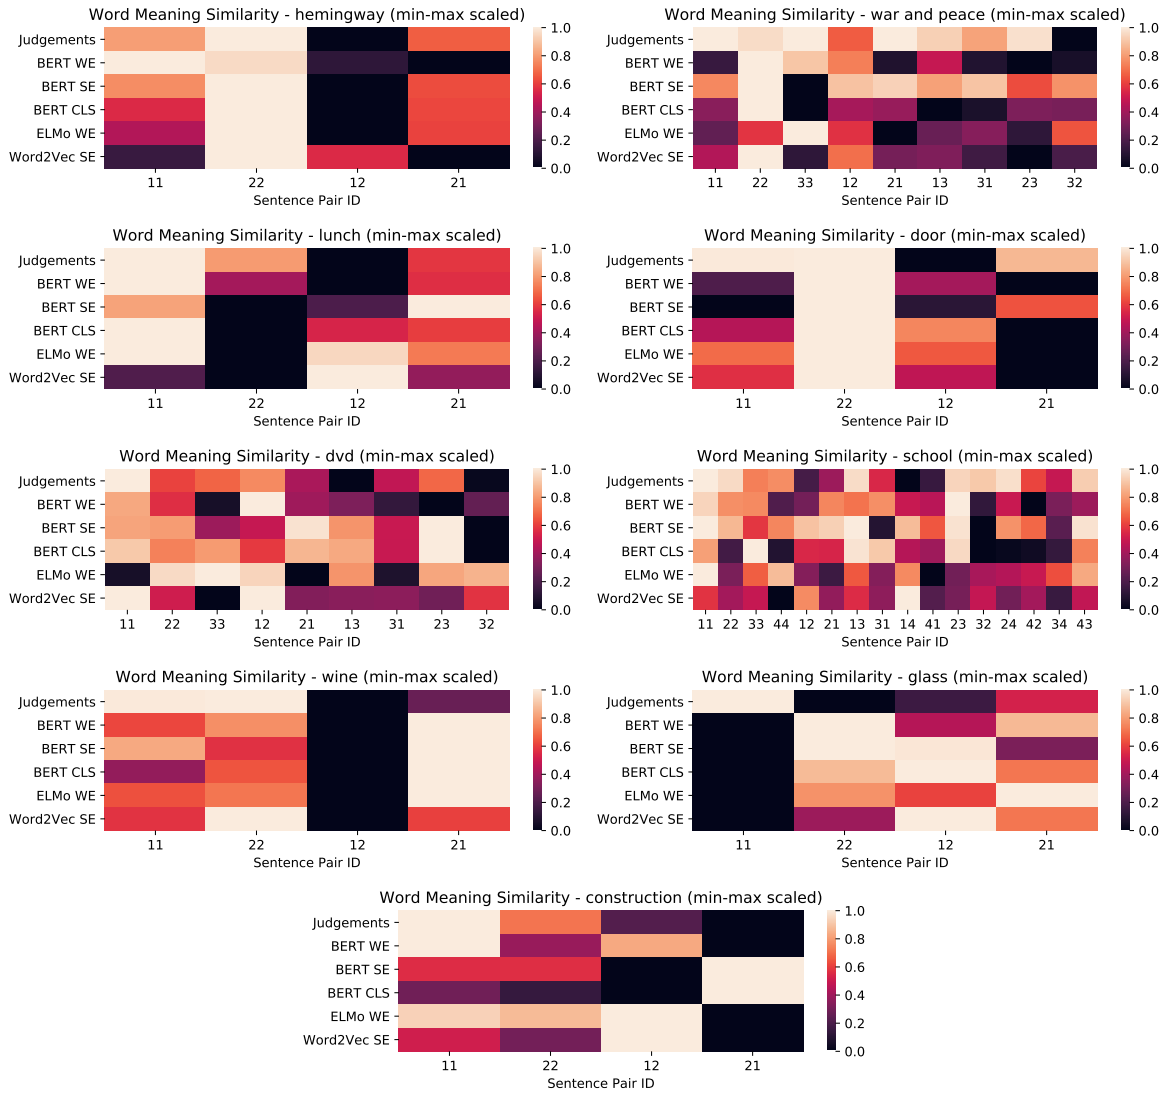 Word Meaning Similarity - hemingway (min-max scaled)
Judgements
BERT WE
BERT SE
BERT CLS
ELMo WE
Word2Vec SE
11 22 12 21
Sentence Pair ID
1.0
0.8
0.6
0.4
0.2
0.0
Word Meaning Similarity - war and peace (min-max scaled)
Judgements
BERT WE
BERT SE
BERT CLS
ELMo WE
Word2Vec SE
11 22 33 12 21 13 31 23 32
Sentence Pair ID
1.0
0.8
0.6
0.4
0.2
0.0
Word Meaning Similarity - lunch (min-max scaled)
Judgements
BERT WE
BERT SE
BERT CLS
ELMo WE
Word2Vec SE
11 22 12 21
Sentence Pair ID
1.0
0.8
0.6
0.4
0.2
0.0
Word Meaning Similarity - door (min-max scaled)
Judgements
BERT WE
BERT SE
BERT CLS
ELMo WE
Word2Vec SE
11 22 12 21
Sentence Pair ID
1.0
0.8
0.6
0.4
0.2
0.0
Word Meaning Similarity - dvd (min-max scaled)
Judgements
BERT WE
BERT SE
BERT CLS
ELMo WE
Word2Vec SE
11 22 33 12 21 13 31 23 32
Sentence Pair ID
1.0
0.8
0.6
0.4
0.2
0.0
Word Meaning Similarity - school (min-max scaled)
Judgements
BERT WE
BERT SE
BERT CLS
ELMo WE
Word2Vec SE
11 22 33 44 12 21 13 31 14 41 23 32 24 42 34 43
Sentence Pair ID
1.0
0.8
0.6
0.4
0.2
0.0
Word Meaning Similarity - wine (min-max scaled)
Judgements
BERT WE
BERT SE
BERT CLS
ELMo WE
Word2Vec SE
11 22 12 21
Sentence Pair ID
1.0
0.8
0.6
0.4
0.2
0.0
Word Meaning Similarity - glass (min-max scaled)
Judgements
BERT WE
BERT SE
BERT CLS
ELMo WE
Word2Vec SE
11 22 12 21
Sentence Pair ID
1.0
0.8
0.6
0.4
0.2
0.0
Word Meaning Similarity - construction (min-max scaled)
Judgements
BERT WE
BERT SE
BERT CLS
ELMo WE
Word2Vec SE
11 22 12 21
Sentence Pair ID
1.0
0.8
0.6
0.4
0.2
0.0